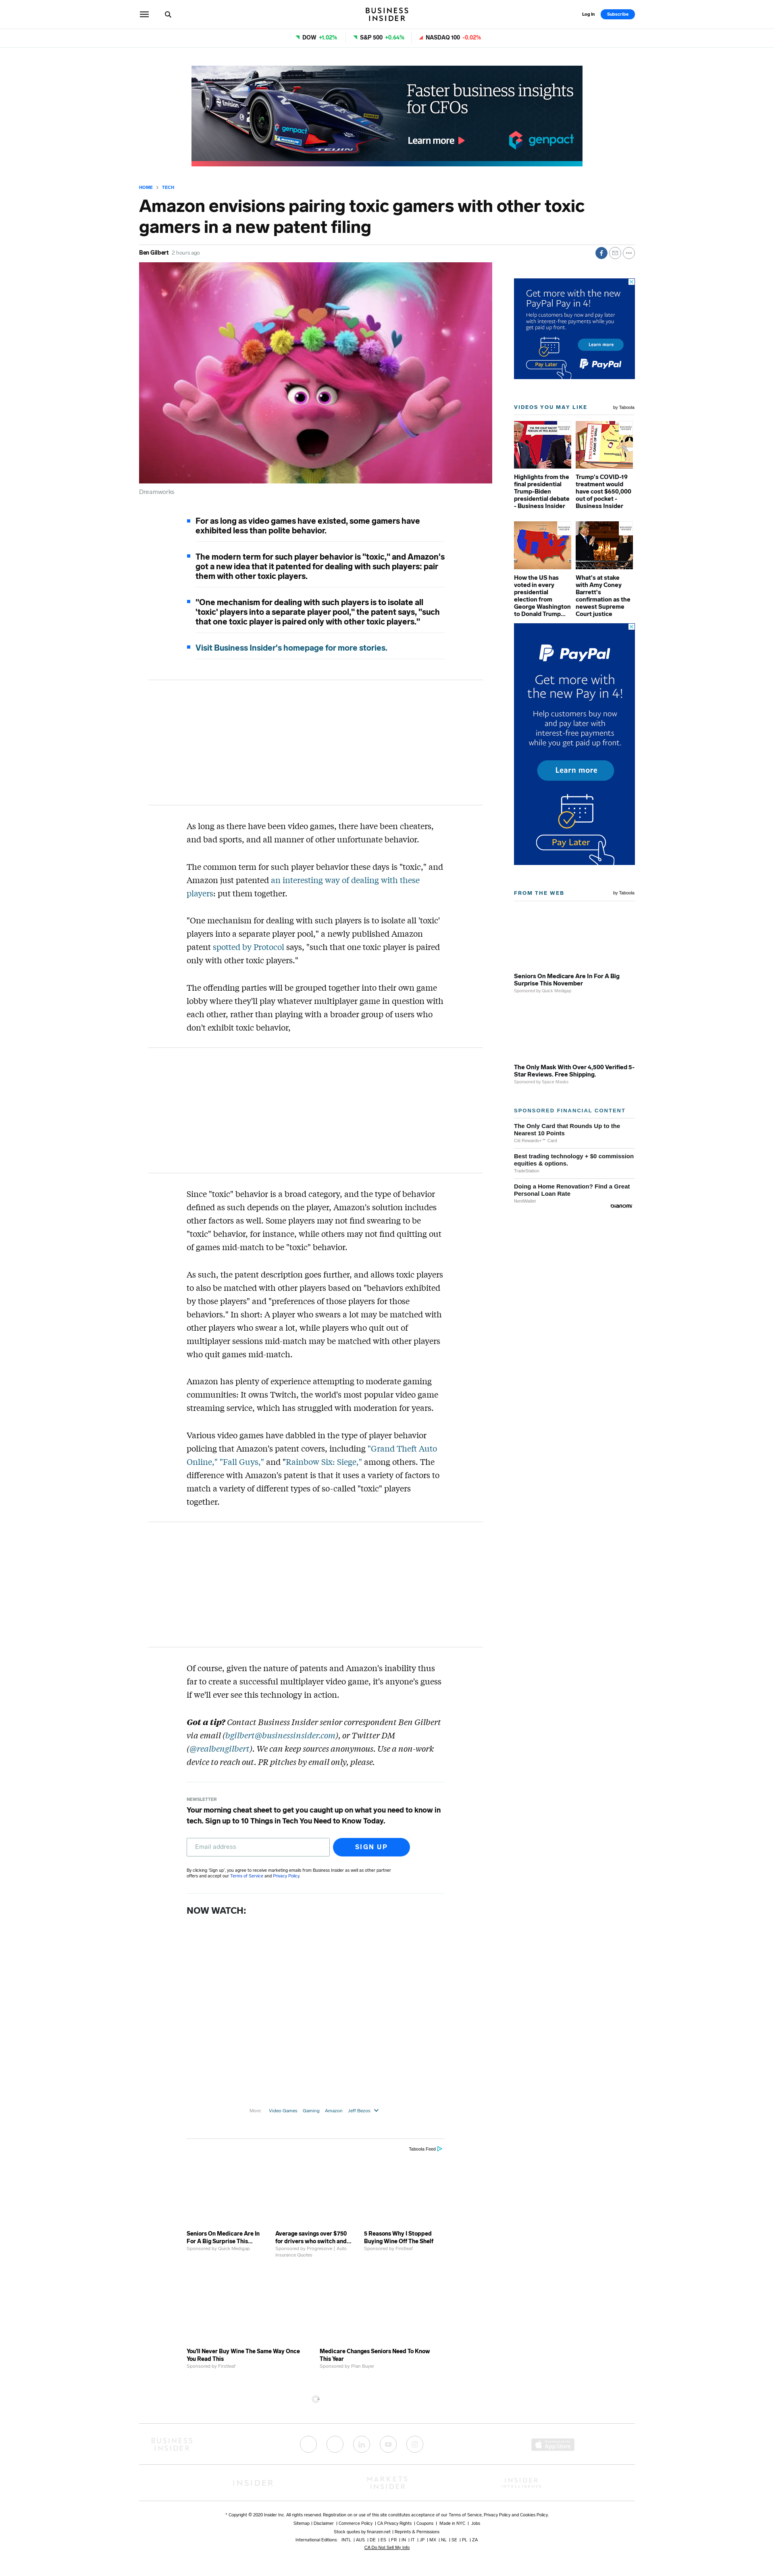 BUSINESS
INSIDER
Log In
Subscribe
DOW +1.02%
S&P 500 +0.64%
NASDAQ 100 -0.02%
Faster business insights
for CFOs
Learn more
genpact
HOME
TECH
Amazon envisions pairing toxic gamers with other toxic
gamers in a new patent filing
Ben Gilbert 2 hours ago
Dreamworks
For as long as video games have existed, some gamers have
exhibited less than polite behavior.
The modern term for such player behavior is "toxic," and Amazon's
got a new idea that it patented for dealing with such players: pair
them with other toxic players.
"One mechanism for dealing with such players is to isolate all
'toxic' players into a separate player pool," the patent says, "such
that one toxic player is paired only with other toxic players."
Visit Business Insider's homepage for more stories.
As long as there have been video games, there have been cheaters,
and bad sports, and all manner of other unfortunate behavior.
The common term for such player behavior these days is "toxic," and
Amazon just patented an interesting way of dealing with these
players: put them together.
"One mechanism for dealing with such players is to isolate all 'toxic'
players into a separate player pool," a newly published Amazon
patent spotted by Protocol says, "such that one toxic player is paired
only with other toxic players."
The offending parties will be grouped together into their own game
lobby where they'll play whatever multiplayer game in question with
each other, rather than playing with a broader group of users who
don't exhibit toxic behavior,
Since "toxic" behavior is a broad category, and the type of behavior
defined as such depends on the player, Amazon's solution includes
other factors as well. Some players may not find swearing to be
"toxic" behavior, for instance, while others may not find quitting out
of games mid-match to be "toxic" behavior.
As such, the patent description goes further, and allows toxic players
to also be matched with other players based on "behaviors exhibited
by those players" and "preferences of those players for those
behaviors." In short: A player who swears a lot may be matched with
other players who swear a lot, while players who quit out of
multiplayer sessions mid-match may be matched with other players
who quit games mid-match.
Amazon has plenty of experience attempting to moderate gaming
communities: It owns Twitch, the world's most popular video game
streaming service, which has struggled with moderation for years.
Various video games have dabbled in the type of player behavior
policing that Amazon's patent covers, including "Grand Theft Auto
Online," "Fall Guys," and "Rainbow Six: Siege," among others. The
difference with Amazon's patent is that it uses a variety of factors to
match a variety of different types of so-called "toxic" players
together.
Of course, given the nature of patents and Amazon's inability thus
far to create a successful multiplayer video game, it's anyone's guess
if we'll ever see this technology in action.
Got a tip? Contact Business Insider senior correspondent Ben Gilbert
via email (bgilbert@businessinsider.com), or Twitter DM
(@realbengilbert). We can keep sources anonymous. Use a non-work
device to reach out. PR pitches by email only, please.
NEWSLETTER
Your morning cheat sheet to get you caught up on what you need to know in
tech. Sign up to 10 Things in Tech You Need to Know Today.
Email address
SIGN UP
By clicking 'Sign up', you agree to receive marketing emails from Business Insider as well as other partner
offers and accept our Terms of Service and Privacy Policy.
NOW WATCH:
More: Video Games Gaming Amazon Jeff Bezos
Taboola Feed
Seniors On Medicare Are In
For A Big Surprise This...
Sponsored by Quick Medigap
Average savings over $750
for drivers who switch and...
Sponsored by Progressive | Auto
Insurance Quotes
5 Reasons Why I Stopped
Buying Wine Off The Shelf
Sponsored by Firstleaf
You'll Never Buy Wine The Same Way Once
You Read This
Sponsored by Firstleaf
Medicare Changes Seniors Need To Know
This Year
Sponsored by Plan Buyer
Get more with the new
PayPal Pay in 4!
Help customers buy now and pay later
with interest-free payments while you
get paid up front.
Learn more
Pay Later
PayPal
VIDEOS YOU MAY LIKE
by Taboola
Highlights from the
final presidential
Trump-Biden
presidential debate
- Business Insider
Trump's COVID-19
treatment would
have cost $650,000
out of pocket -
Business Insider
How the US has
voted in every
presidential
election from
George Washington
to Donald Trump...
What's at stake
with Amy Coney
Barrett's
confirmation as the
newest Supreme
Court justice
PayPal
Get more with
the new Pay in 4!
Help customers buy now
and pay later with
interest-free payments
while you get paid up front.
Learn more
Pay Later
FROM THE WEB
by Taboola
Seniors On Medicare Are In For A Big
Surprise This November
Sponsored by Quick Medigap
The Only Mask With Over 4,500 Verified 5-
Star Reviews. Free Shipping.
Sponsored by Space Masks
SPONSORED FINANCIAL CONTENT
The Only Card that Rounds Up to the
Nearest 10 Points
Citi Rewards+℠ Card
Best trading technology + $0 commission
equities & options.
TradeStation
Doing a Home Renovation? Find a Great
Personal Loan Rate
NerdWallet
BUSINESS
INSIDER
App Store
INSIDER
MARKETS
INSIDER
INSIDER
INTELLIGENCE
* Copyright © 2020 Insider Inc. All rights reserved. Registration on or use of this site constitutes acceptance of our Terms of Service, Privacy Policy and Cookies Policy.
Sitemap | Disclaimer | Commerce Policy | CA Privacy Rights | Coupons | Made in NYC | Jobs
Stock quotes by finanzen.net | Reprints & Permissions
International Editions: INTL | AUS | DE | ES | FR | IN | IT | JP | MX | NL | SE | PL | ZA
CA Do Not Sell My Info